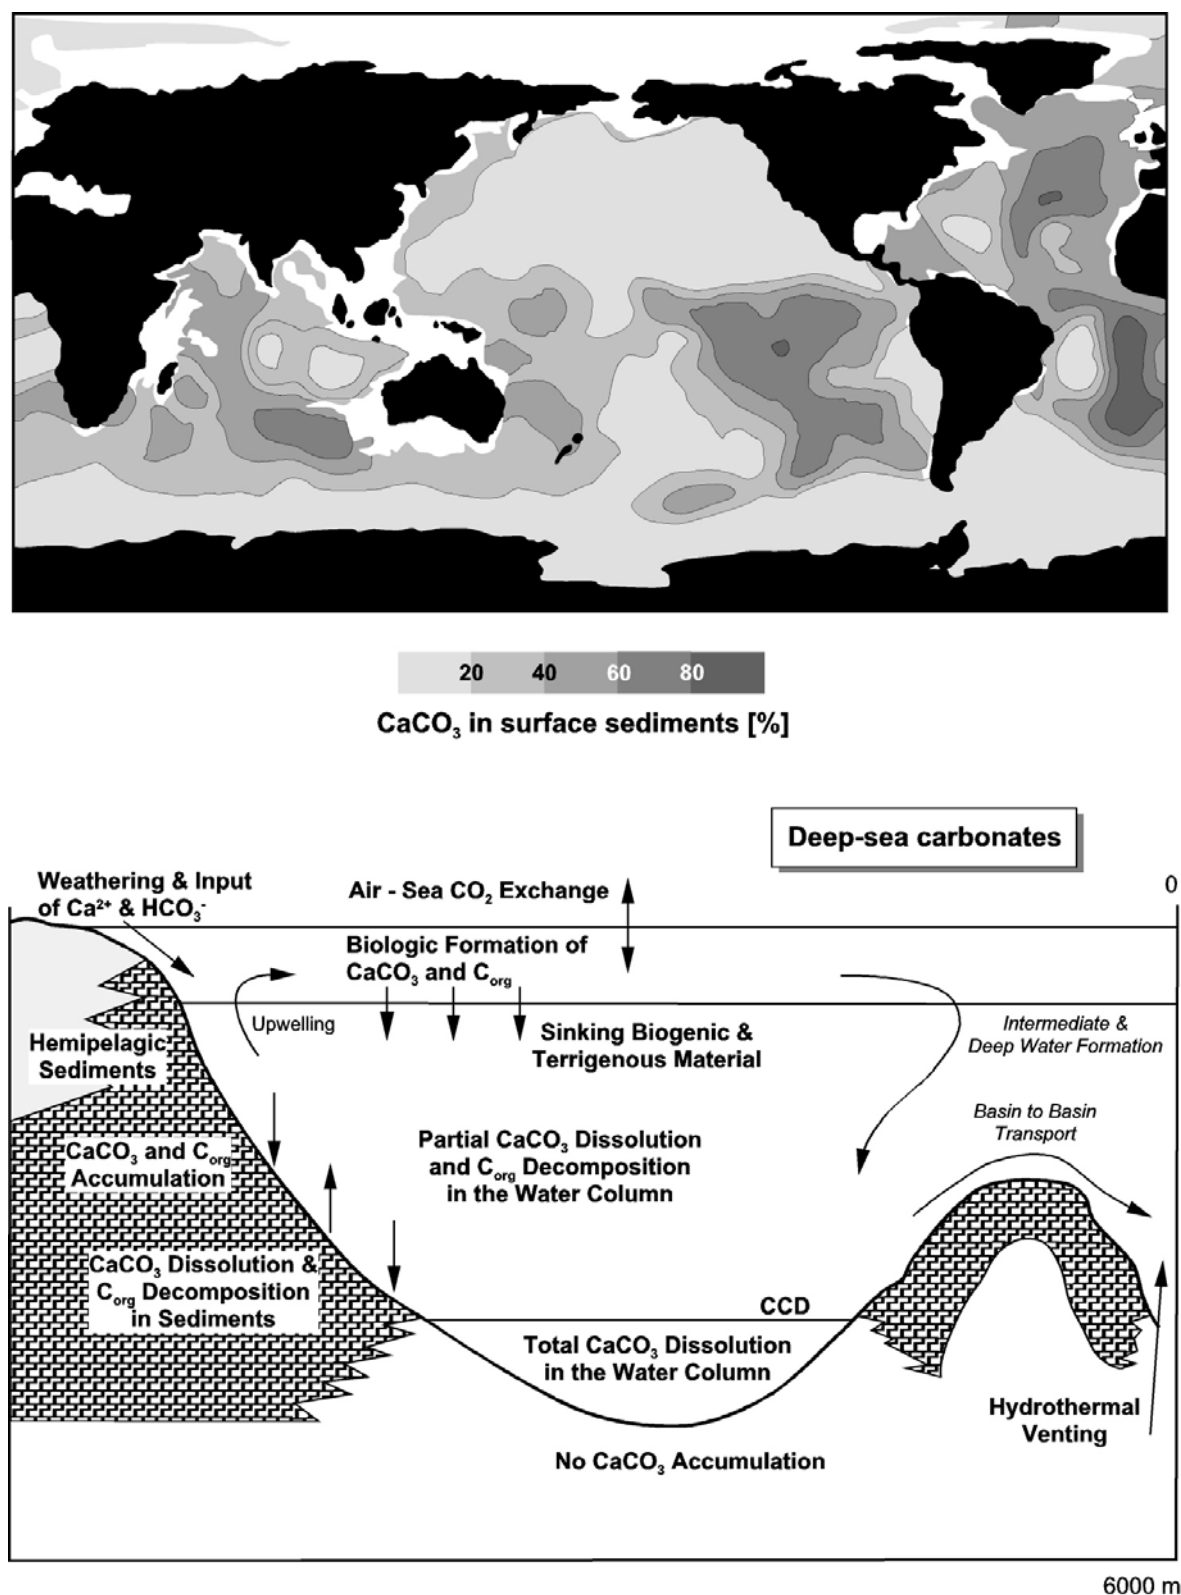 20 40 60 80
CaCO₃ in surface sediments [%]
Deep-sea carbonates
0
Weathering & Input
of Ca²⁺ & HCO₃⁻
Air - Sea CO₂ Exchange
Biologic Formation of
CaCO₃ and Corg
Upwelling
Sinking Biogenic &
Terrigenous Material
Intermediate &
Deep Water Formation
Hemipelagic
Sediments
Basin to Basin
Transport
CaCO₃ and Corg
Accumulation
Partial CaCO₃ Dissolution
and Corg Decomposition
in the Water Column
CaCO₃ Dissolution &
Corg Decomposition
in Sediments
CCD
Total CaCO₃ Dissolution
in the Water Column
Hydrothermal
Venting
No CaCO₃ Accumulation
6000 m